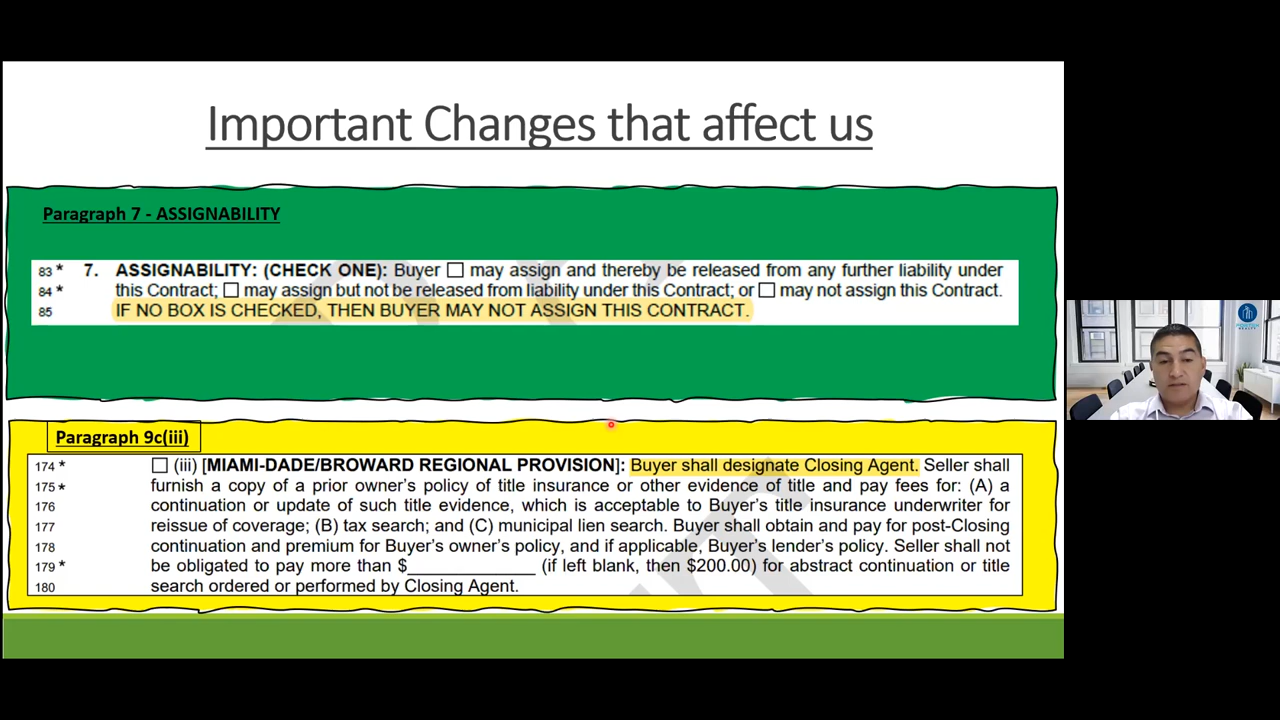 Important Changes that affect us
Paragraph 7 - ASSIGNABILITY
83 * 7. ASSIGNABILITY: (CHECK ONE): Buyer ☐ may assign and thereby be released from any further liability under
84 * this Contract; ☐ may assign but not be released from liability under this Contract; or ☐ may not assign this Contract.
85 IF NO BOX IS CHECKED, THEN BUYER MAY NOT ASSIGN THIS CONTRACT.
Paragraph 9c(iii)
174 * ☐ (iii) [MIAMI-DADE/BROWARD REGIONAL PROVISION]: Buyer shall designate Closing Agent. Seller shall
175 * furnish a copy of a prior owner's policy of title insurance or other evidence of title and pay fees for: (A) a
176 continuation or update of such title evidence, which is acceptable to Buyer's title insurance underwriter for
177 reissue of coverage; (B) tax search; and (C) municipal lien search. Buyer shall obtain and pay for post-Closing
178 continuation and premium for Buyer's owner's policy, and if applicable, Buyer's lender's policy. Seller shall not
179 * be obligated to pay more than $______________ (if left blank, then $200.00) for abstract continuation or title
180 search ordered or performed by Closing Agent.